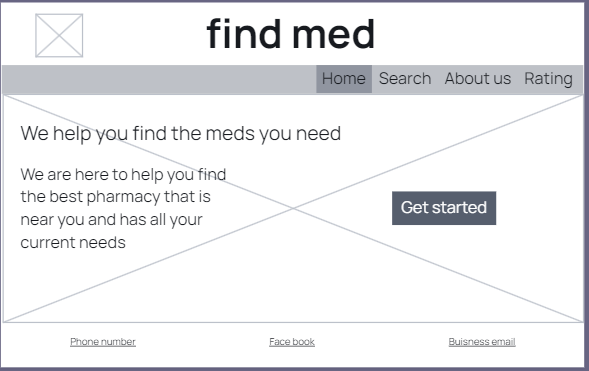 find med
Home Search About us Rating
We help you find the meds you need
We are here to help you find
the best pharmacy that is
near you and has all your
current needs
Get started
Phone number Face book Buisness email